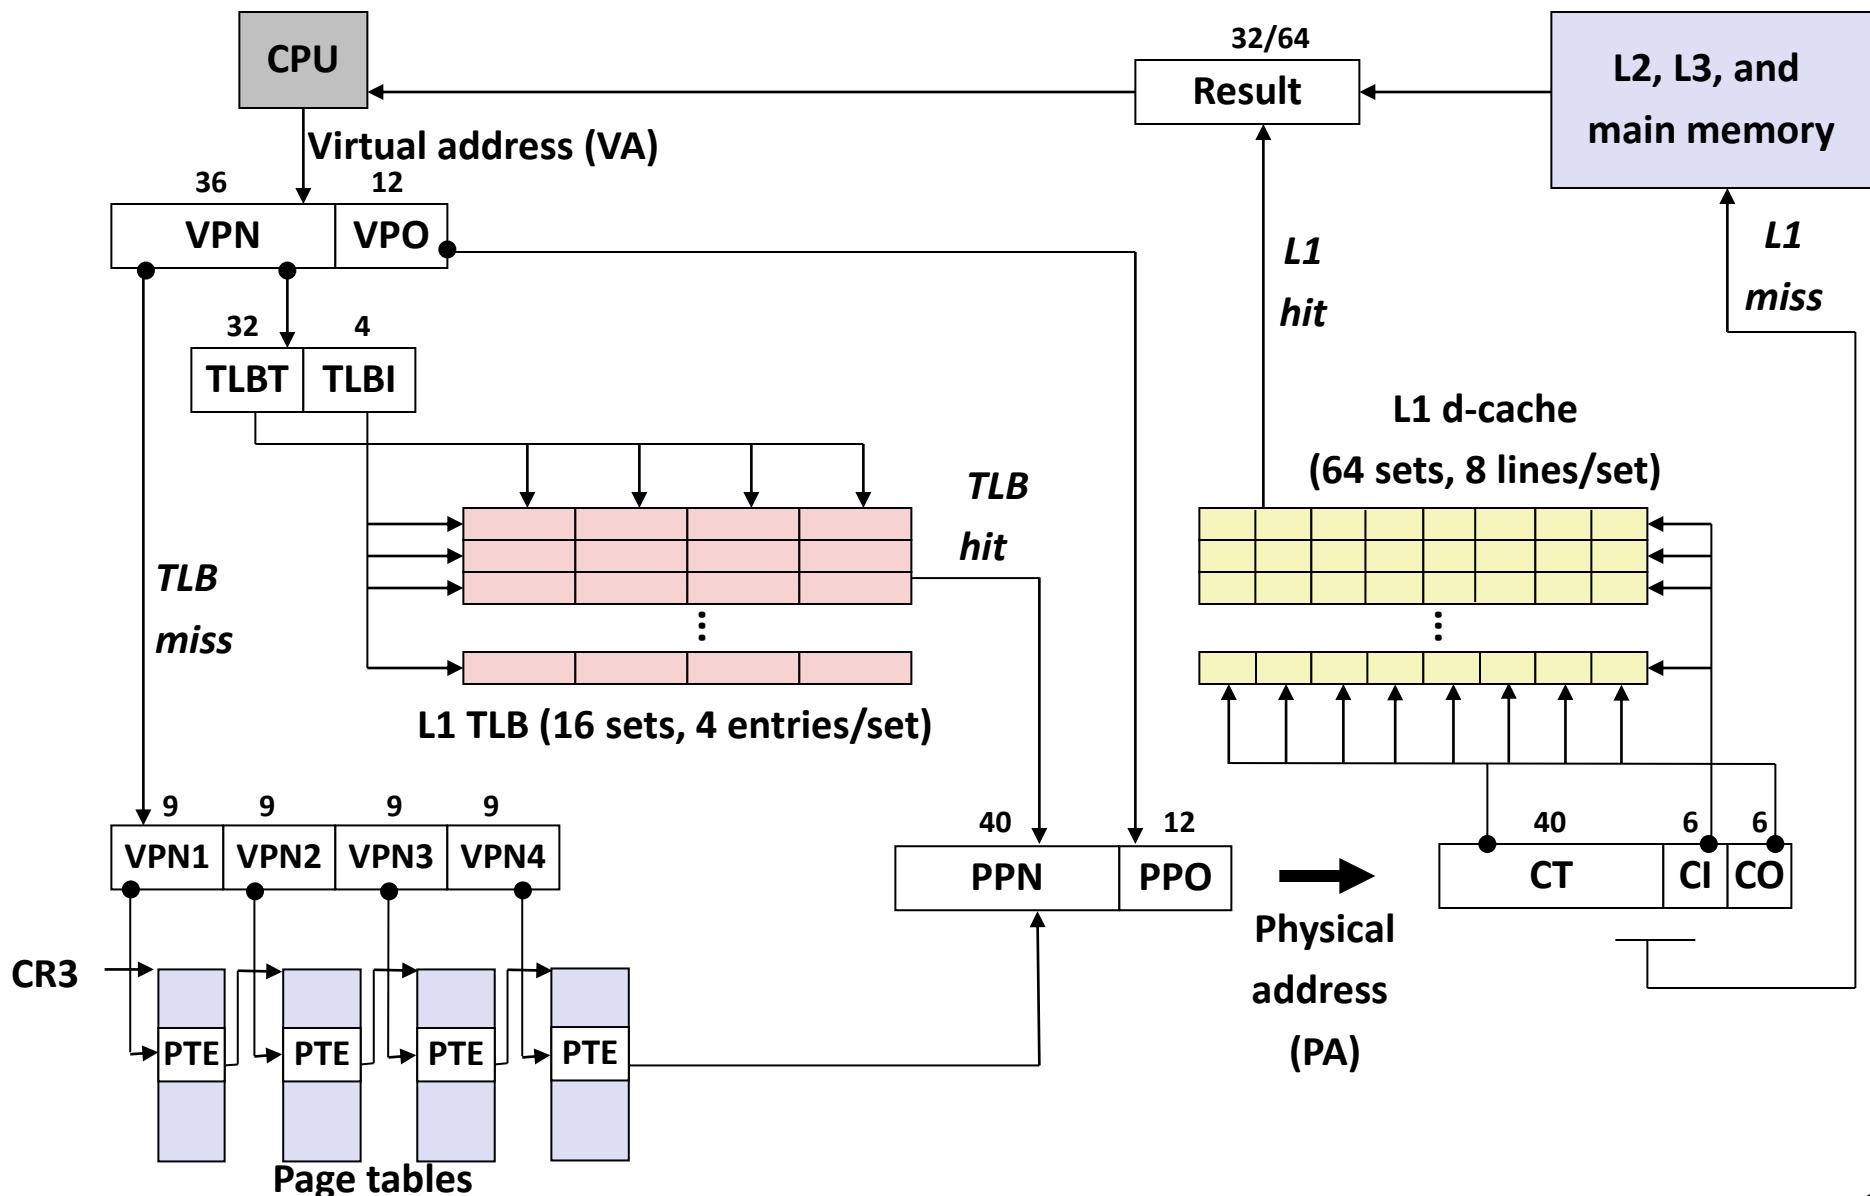 CPU
32/64
Result
L2, L3, and
main memory
Virtual address (VA)
36
12
VPN
VPO
L1
hit
L1
miss
32
4
TLBT
TLBI
L1 d-cache
(64 sets, 8 lines/set)
TLB
hit
TLB
miss
...
...
L1 TLB (16 sets, 4 entries/set)
9
9
9
9
VPN1
VPN2
VPN3
VPN4
40
12
PPN
PPO
40
6
6
CT
CI
CO
Physical
address
(PA)
CR3
PTE
PTE
PTE
PTE
Page tables